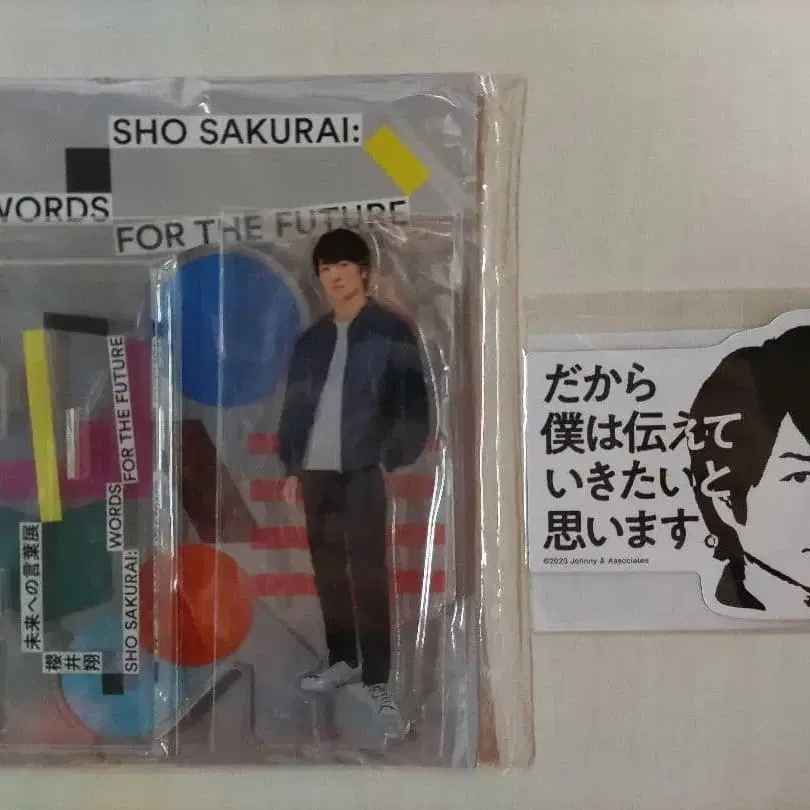 SHO SAKURAI:
WORDS
FOR THE FUTURE
未来への言葉展
櫻井翔
SHO SAKURAI:
WORDS
FOR THE FUTURE
だから
僕は伝えて
いきたいと、
思います。
©2023 Johnny & Associates